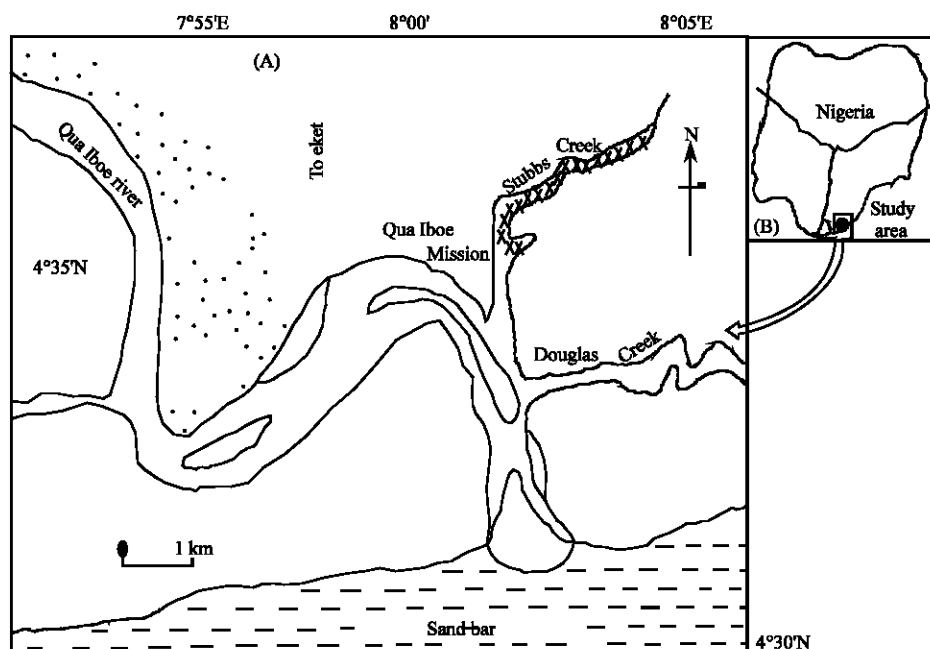 7°55'E
8°00'
8°05'E
(A)
Qua Iboe river
To eket
Stubbs Creek
N
Nigeria
(B)
Study
area
Qua Iboe
Mission
4°35'N
Douglas Creek
1 km
Sand bar
4°30'N